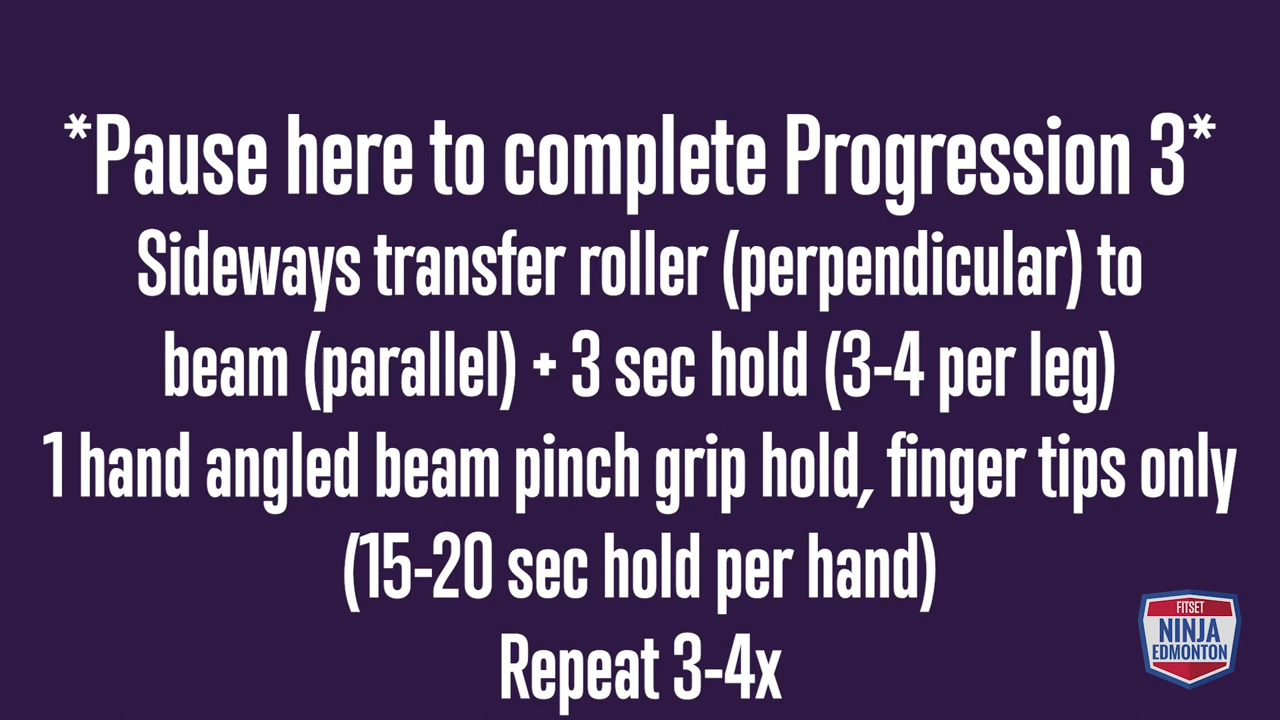 *Pause here to complete Progression 3*
Sideways transfer roller (perpendicular) to
beam (parallel) + 3 sec hold (3-4 per leg)
1 hand angled beam pinch grip hold, finger tips only
(15-20 sec hold per hand)
Repeat 3-4x
FITSET
NINJA
EDMONTON